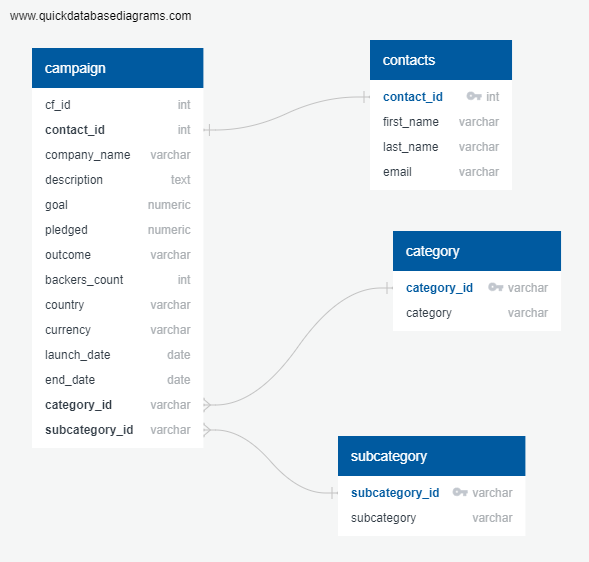 www.quickdatabasediagrams.com
campaign
cf_id int
contact_id int
company_name varchar
description text
goal numeric
pledged numeric
outcome varchar
backers_count int
country varchar
currency varchar
launch_date date
end_date date
category_id varchar
subcategory_id varchar
contacts
contact_id int
first_name varchar
last_name varchar
email varchar
category
category_id varchar
category varchar
subcategory
subcategory_id varchar
subcategory varchar